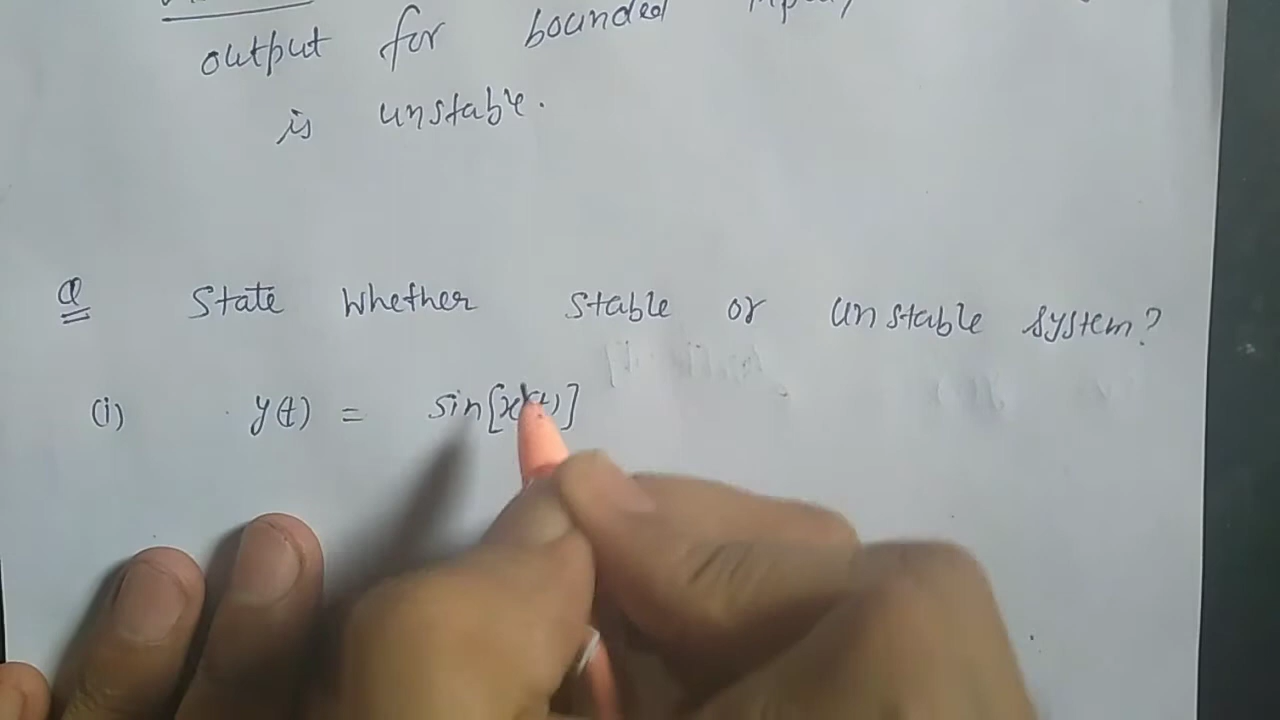 output for bounded
is unstable.
Q State whether stable or unstable system?
(i) y(t) = sin[x(t)]